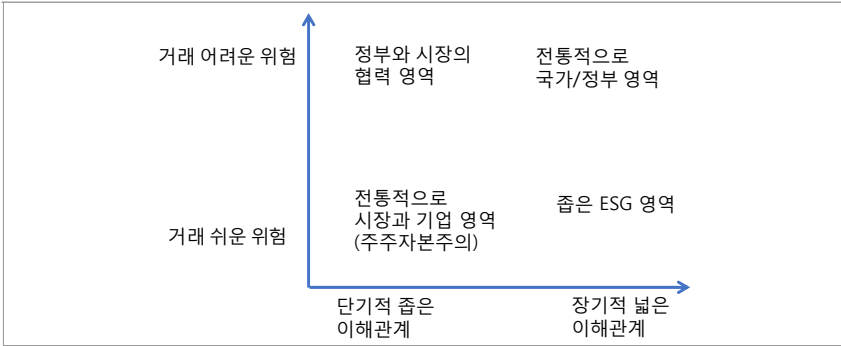 거래 어려운 위험
정부와 시장의
협력 영역
전통적으로
국가/정부 영역
거래 쉬운 위험
전통적으로
시장과 기업 영역
(주주자본주의)
좁은 ESG 영역
단기적 좁은
이해관계
장기적 넓은
이해관계